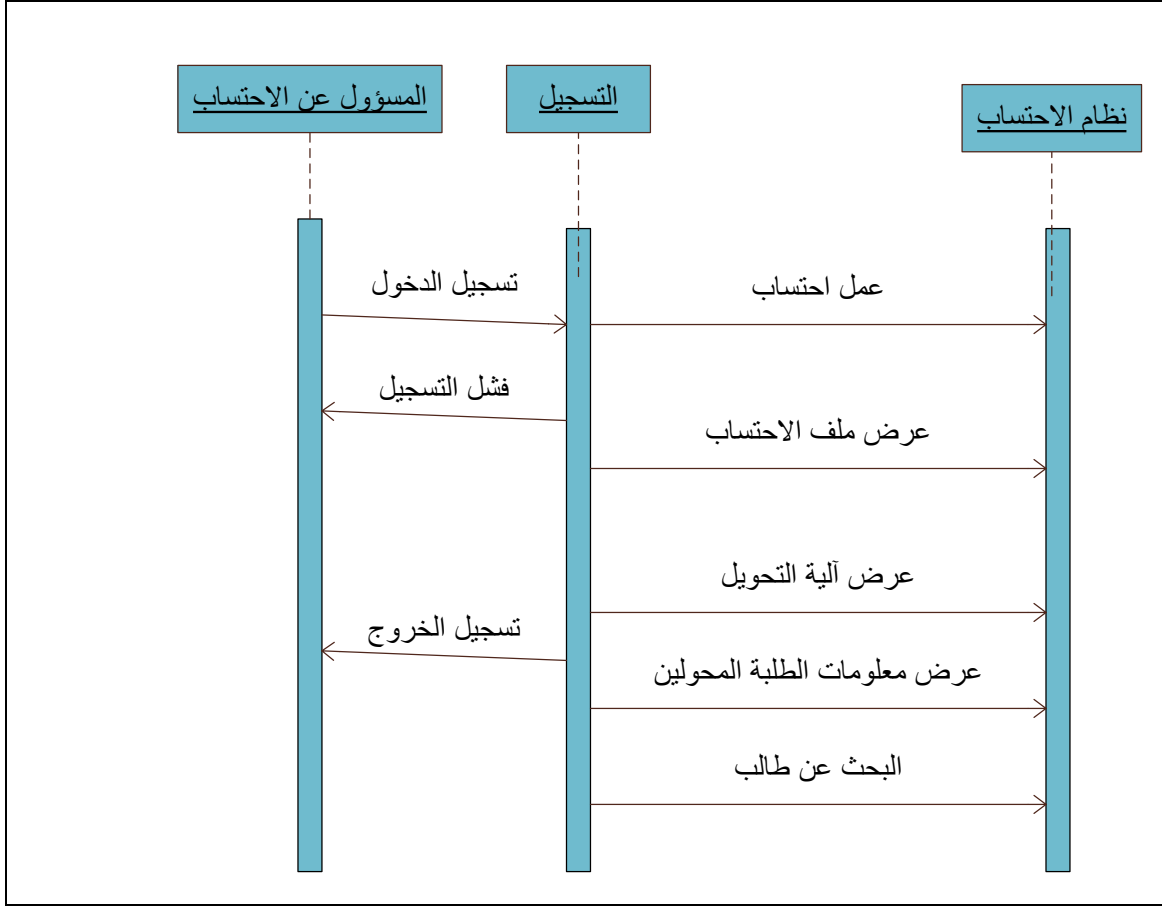 المسؤول عن الاحتساب
التسجيل
نظام الاحتساب
تسجيل الدخول
عمل احتساب
فشل التسجيل
عرض ملف الاحتساب
عرض آلية التحويل
تسجيل الخروج
عرض معلومات الطلبة المحولين
البحث عن طالب